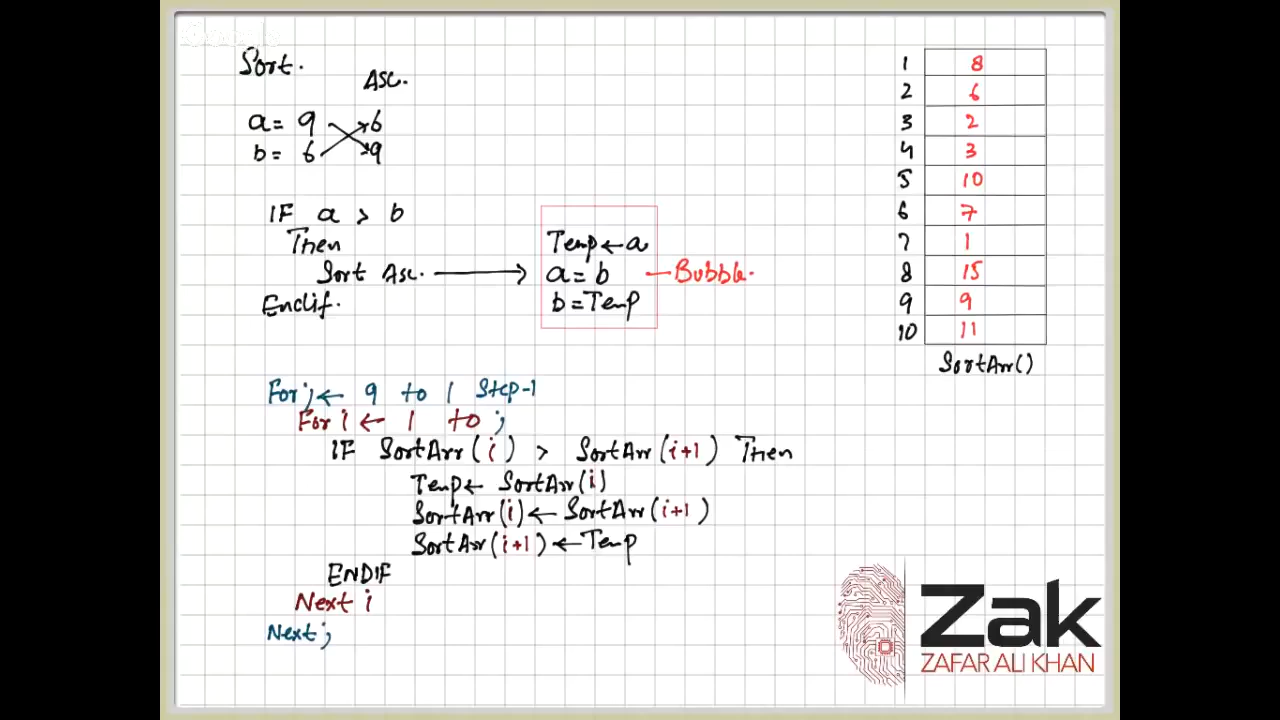 Sort.
Asc.
a = 9 6
b = 6 9
IF a > b
Then
Sort Asc.
Endif.
Temp ← a
a = b
b = Temp
Bubble.
1 8
2 6
3 2
4 3
5 10
6 7
7 1
8 15
9 9
10 11
SortArr()
For j ← 9 to 1 Step-1
For i ← 1 to j
IF SortArr(i) > SortArr(i+1) Then
Temp ← SortArr(i)
SortArr(i) ← SortArr(i+1)
SortArr(i+1) ← Temp
ENDIF
Next i
Next j
Zak
ZAFAR ALI KHAN